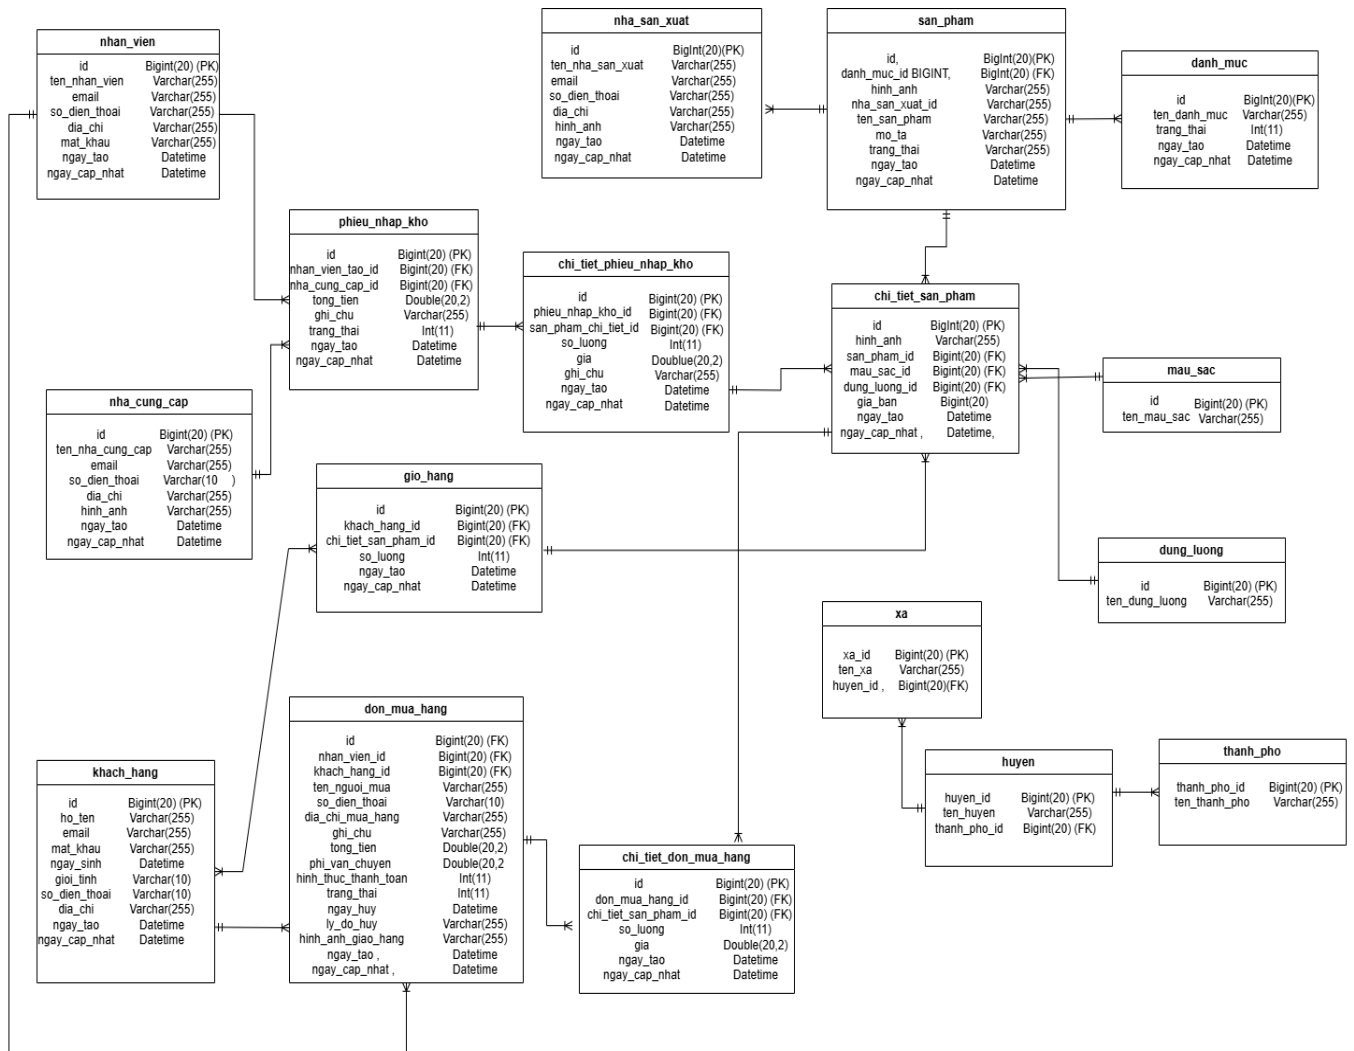 nhan_vien
id Bigint(20) (PK)
ten_nhan_vien Varchar(255)
email Varchar(255)
so_dien_thoai Varchar(255)
dia_chi Varchar(255)
mat_khau Varchar(255)
ngay_tao Datetime
ngay_cap_nhat Datetime
nha_san_xuat
id BigInt(20)(PK)
ten_nha_san_xuat Varchar(255)
email Varchar(255)
so_dien_thoai Varchar(255)
dia_chi Varchar(255)
hinh_anh Varchar(255)
ngay_tao Datetime
ngay_cap_nhat Datetime
san_pham
id, BigInt(20)(PK)
danh_muc_id BIGINT, BigInt(20) (FK)
hinh_anh Varchar(255)
nha_san_xuat_id Varchar(255)
ten_san_pham Varchar(255)
mo_ta Varchar(255)
trang_thai Varchar(255)
ngay_tao Datetime
ngay_cap_nhat Datetime
danh_muc
id BigInt(20)(PK)
ten_danh_muc Varchar(255)
trang_thai Int(11)
ngay_tao Datetime
ngay_cap_nhat Datetime
phieu_nhap_kho
id Bigint(20) (PK)
nhan_vien_tao_id Bigint(20) (FK)
nha_cung_cap_id Bigint(20) (FK)
tong_tien Double(20,2)
ghi_chu Varchar(255)
trang_thai Int(11)
ngay_tao Datetime
ngay_cap_nhat Datetime
chi_tiet_phieu_nhap_kho
id Bigint(20) (PK)
phieu_nhap_kho_id Bigint(20) (FK)
san_pham_chi_tiet_id Bigint(20) (FK)
so_luong Int(11)
gia Doublue(20,2)
ghi_chu Varchar(255)
ngay_tao Datetime
ngay_cap_nhat Datetime
chi_tiet_san_pham
id BigInt(20) (PK)
hinh_anh Varchar(255)
san_pham_id Bigint(20) (FK)
mau_sac_id Bigint(20) (FK)
dung_luong_id Bigint(20) (FK)
gia_ban Bigint(20)
ngay_tao Datetime
ngay_cap_nhat , Datetime,
mau_sac
id Bigint(20) (PK)
ten_mau_sac Varchar(255)
nha_cung_cap
id Bigint(20) (PK)
ten_nha_cung_cap Varchar(255)
email Varchar(255)
so_dien_thoai Varchar(10 )
dia_chi Varchar(255)
hinh_anh Varchar(255)
ngay_tao Datetime
ngay_cap_nhat Datetime
gio_hang
id Bigint(20) (PK)
khach_hang_id Bigint(20) (FK)
chi_tiet_san_pham_id Bigint(20) (FK)
so_luong Int(11)
ngay_tao Datetime
ngay_cap_nhat Datetime
dung_luong
id Bigint(20) (PK)
ten_dung_luong Varchar(255)
xa
xa_id Bigint(20) (PK)
ten_xa Varchar(255)
huyen_id , Bigint(20)(FK)
don_mua_hang
id Bigint(20) (FK)
nhan_vien_id Bigint(20) (FK)
khach_hang_id Bigint(20) (FK)
ten_nguoi_mua Varchar(255)
so_dien_thoai Varchar(10)
dia_chi_mua_hang Varchar(255)
ghi_chu Varchar(255)
tong_tien Double(20,2)
phi_van_chuyen Double(20,2
hinh_thuc_thanh_toan Int(11)
trang_thai Int(11)
ngay_huy Datetime
ly_do_huy Varchar(255)
hinh_anh_giao_hang Varchar(255)
ngay_tao , Datetime
ngay_cap_nhat , Datetime
huyen
huyen_id Bigint(20) (PK)
ten_huyen Varchar(255)
thanh_pho_id Bigint(20) (FK)
thanh_pho
thanh_pho_id Bigint(20) (PK)
ten_thanh_pho Varchar(255)
khach_hang
id Bigint(20) (PK)
ho_ten Varchar(255)
email Varchar(255)
mat_khau Varchar(255)
ngay_sinh Datetime
gioi_tinh Varchar(10)
so_dien_thoai Varchar(10)
dia_chi Varchar(255)
ngay_tao Datetime
ngay_cap_nhat Datetime
chi_tiet_don_mua_hang
id Bigint(20) (PK)
don_mua_hang_id Bigint(20) (FK)
chi_tiet_san_pham_id Bigint(20) (FK)
so_luong Int(11)
gia Double(20,2)
ngay_tao Datetime
ngay_cap_nhat Datetime